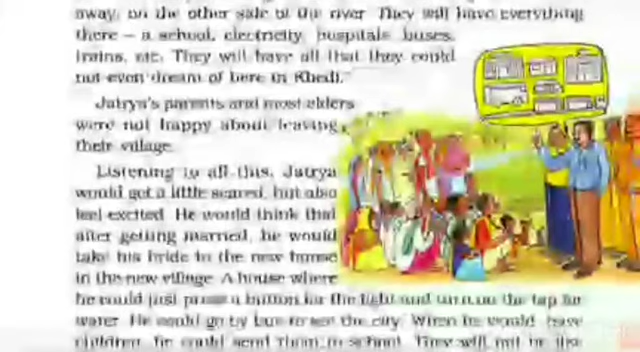 away, on the other side of the river. They will have everything
there – a school, electricity, hospitals, buses,
trains, etc. They will have all that they could
not even dream of here in Khedi."
Jatrya's parents and most elders
were not happy about leaving
their village.
Listening to all this, Jatrya
would get a little scared, but also
feel excited. He would think that
after getting married, he would
take his bride to the new house
in the new village. A house where
he could just press a button for the light and turn on the tap for
water. He could go by bus to see the city. When he would have
children, he could send them to school. They will not be like